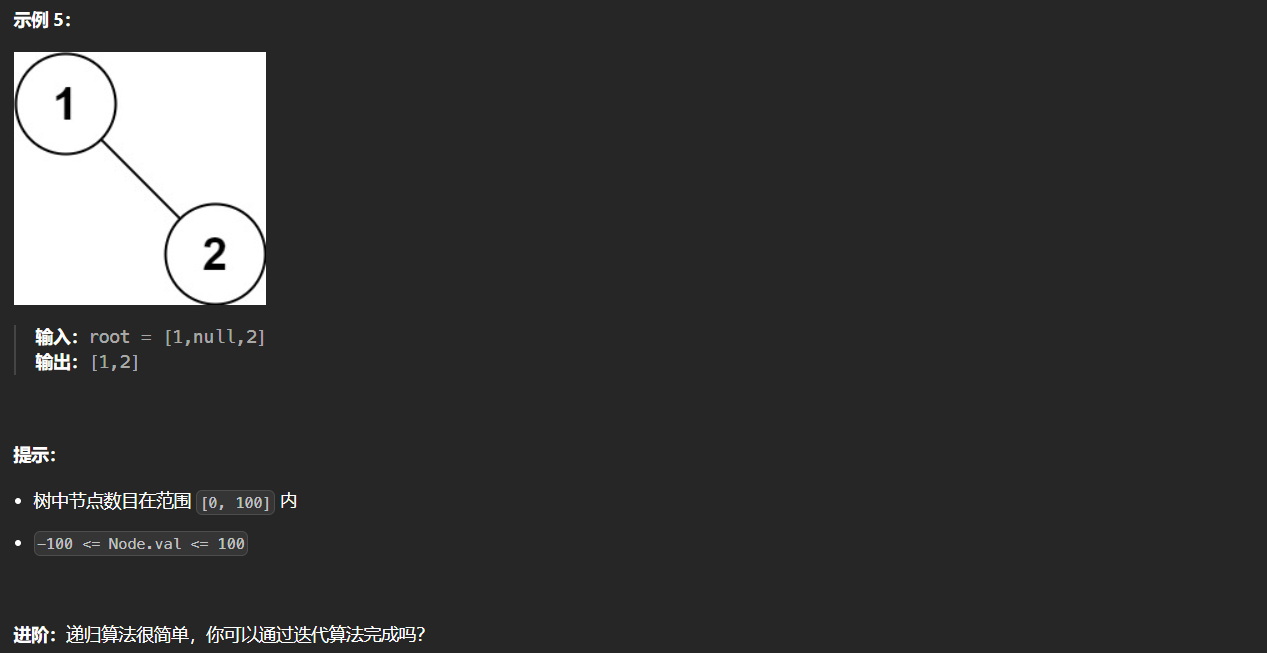 示例 5：
1
2
输入：root = [1,null,2]
输出：[1,2]
提示：
• 树中节点数目在范围 [0, 100] 内
• -100 <= Node.val <= 100
进阶：递归算法很简单，你可以通过迭代算法完成吗？